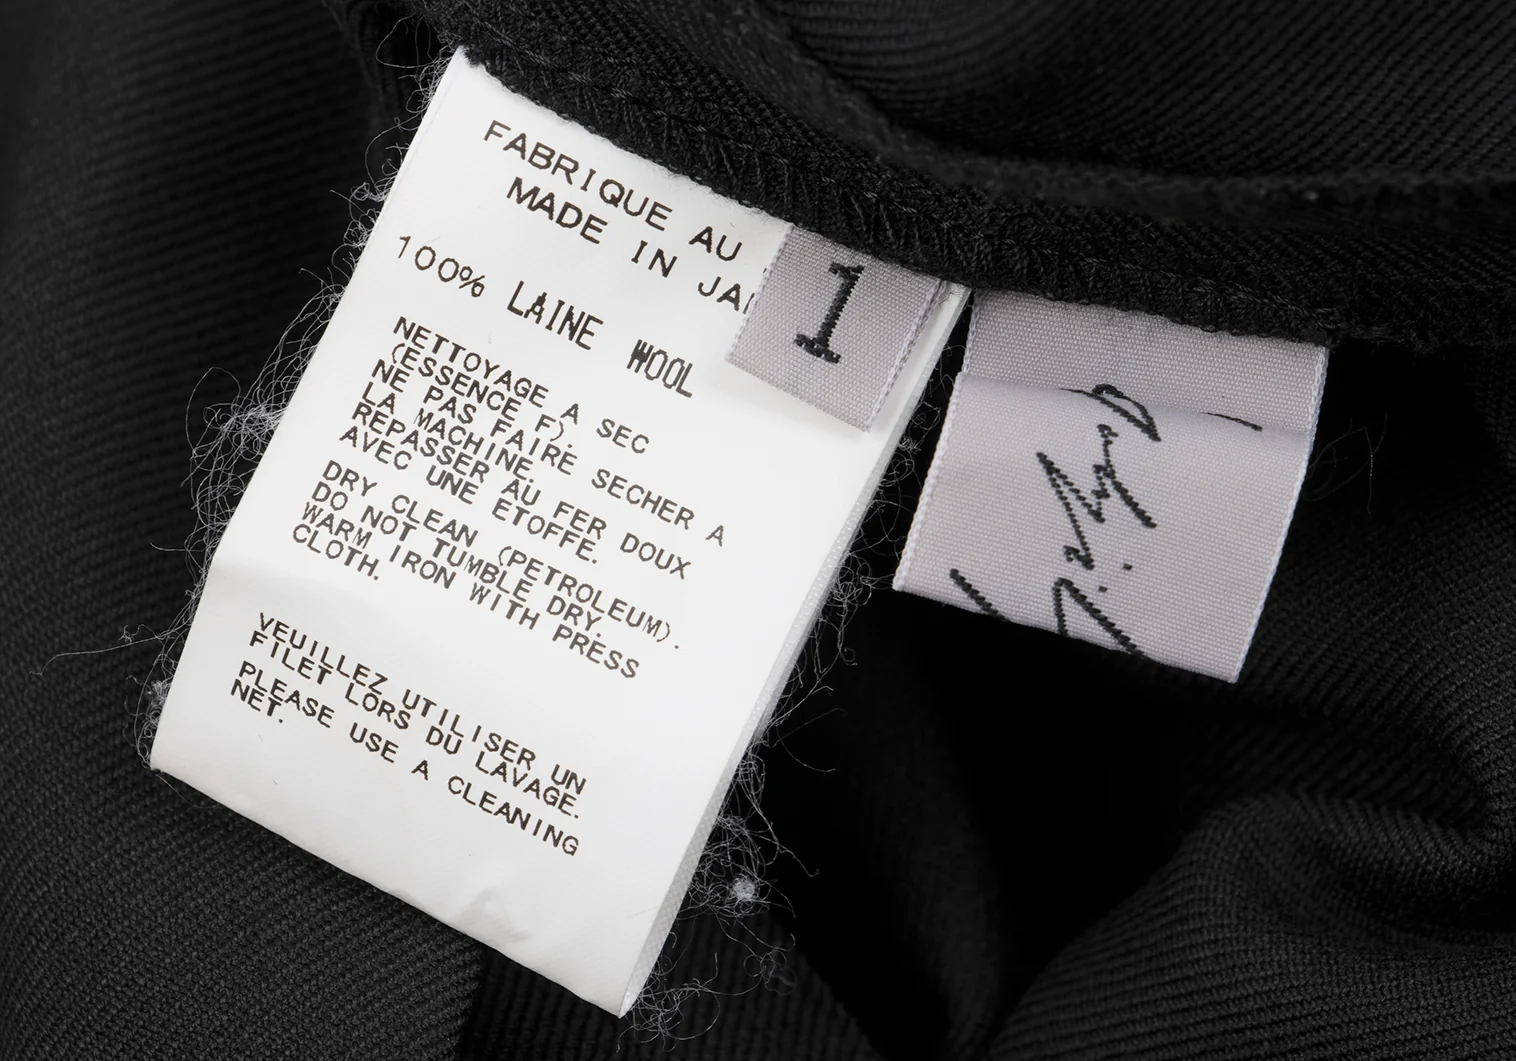 FABRIQUE AU
MADE IN JA
100% LAINE WOOL
NETTOYAGE A SEC
(ESSENCE F).
NE PAS FAIRE SECHER A
LA MACHINE.
REPASSER AU FER DOUX
AVEC UNE ETOFFE.
DRY CLEAN (PETROLEUM).
DO NOT TUMBLE DRY.
WARM IRON WITH PRESS
CLOTH.
VEUILLEZ UTILISER UN
FILET LORS DU LAVAGE.
PLEASE USE A CLEANING
NET.
1